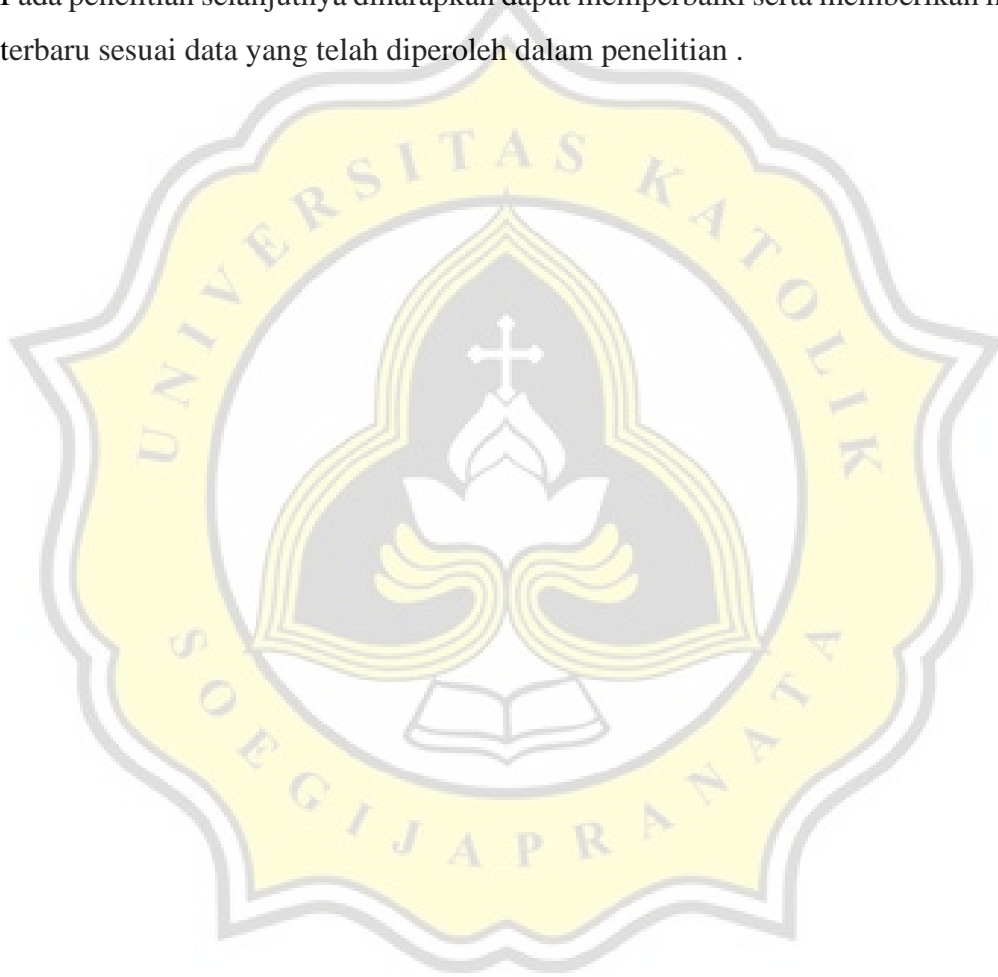 Pada penelitian selanjutnya diharapkan dapat memperbaiki serta memberikan
terbaru sesuai data yang telah diperoleh dalam penelitian .
UNIVERSITAS KATOLIK
SOEGIJAPRANATA